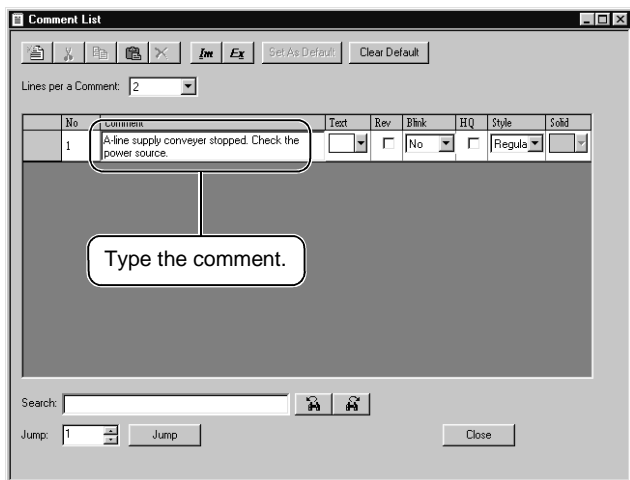 Comment List
Im Ex Set As Default Clear Default
Lines per a Comment: 2
No Comment Text Rev Blink HQ Style Solid
1 A-line supply conveyer stopped. Check the No Regula
power source.
Type the comment.
Search:
Jump: 1 Jump Close